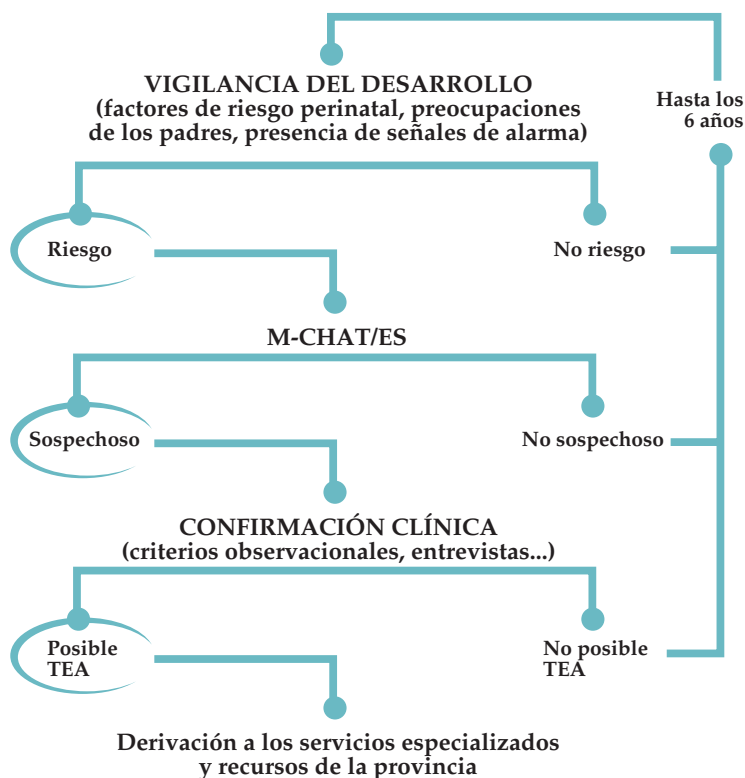 VIGILANCIA DEL DESARROLLO
(factores de riesgo perinatal, preocupaciones
de los padres, presencia de señales de alarma)
Hasta los
6 años
Riesgo
No riesgo
M-CHAT/ES
Sospechoso
No sospechoso
CONFIRMACIÓN CLÍNICA
(criterios observacionales, entrevistas...)
Posible
TEA
No posible
TEA
Derivación a los servicios especializados
y recursos de la provincia